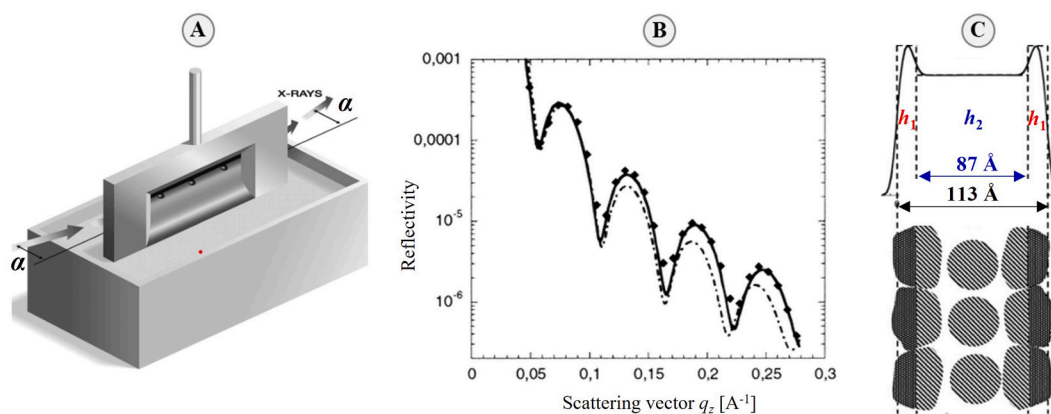 A
X-RAYS
α
α
B
0,001
0,0001
10⁻⁵
10⁻⁶
Reflectivity
0 0,05 0,1 0,15 0,2 0,25 0,3
Scattering vector q_z [A⁻¹]
C
h₁ h₂ h₁
87 Å
113 Å